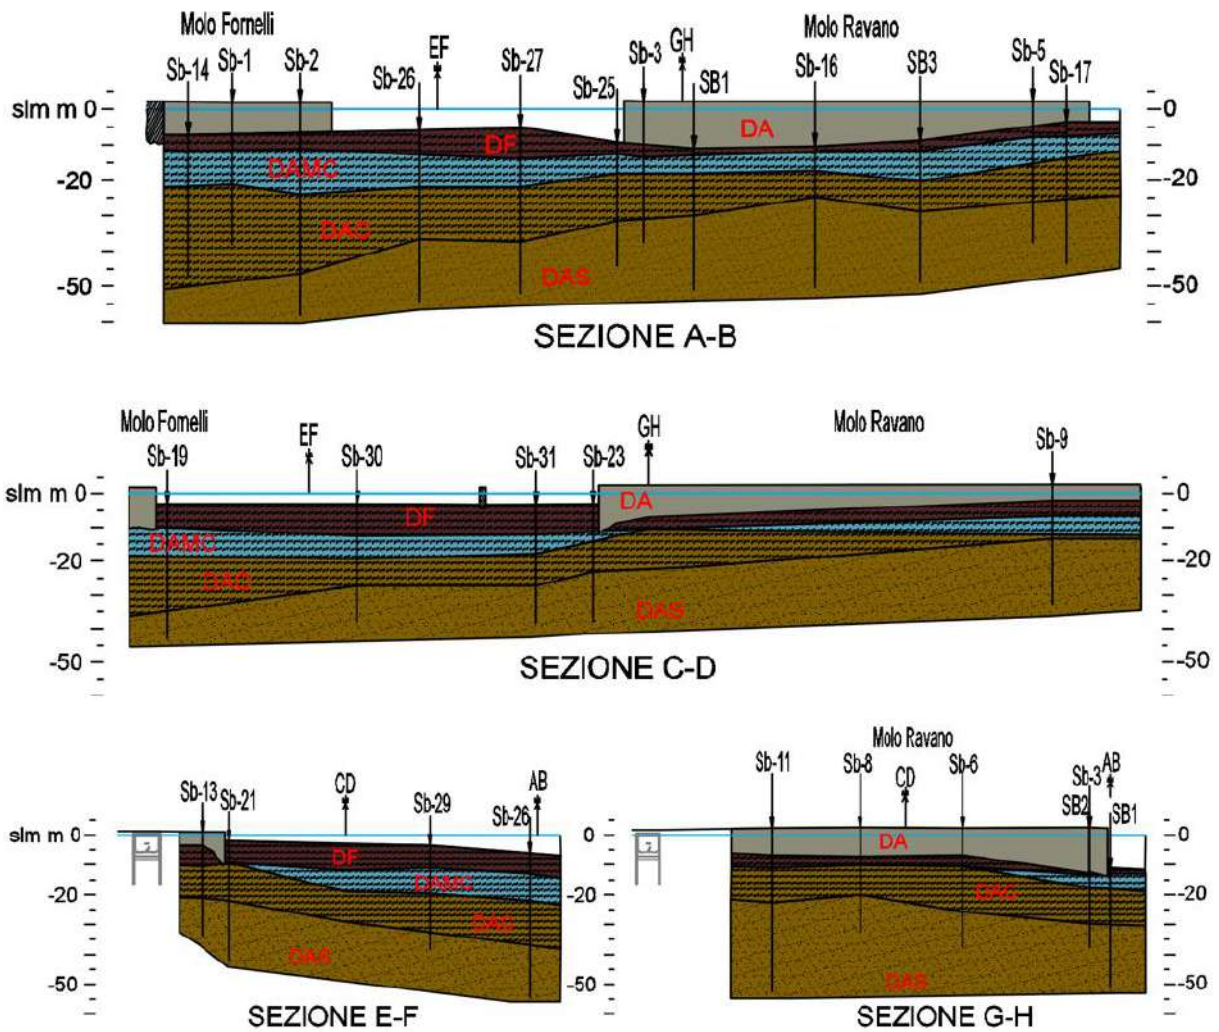 Molo Fornelli
Molo Ravano
Sb-14 Sb-1 Sb-2 Sb-26 EF Sb-27 Sb-25 Sb-3 GH SB1 Sb-16 SB3 Sb-5 Sb-17
slm m 0
0
DA
DF
DAMC
-20
-20
DAC
DAS
-50
-50
SEZIONE A-B
Molo Fornelli
Molo Ravano
Sb-19 EF Sb-30 Sb-31 Sb-23 GH Sb-9
slm m 0
0
DA
DF
DAMC
-20
-20
DAC
DAS
-50
-50
SEZIONE C-D
Sb-13 Sb-21 CD Sb-29 Sb-26 AB
slm m 0
0
DF
DAMC
-20
-20
DAC
DAS
-50
-50
SEZIONE E-F
Molo Ravano
Sb-11 Sb-8 CD Sb-6 Sb-3 AB
SB2 SB1
0
0
DA
DAC
-20
-20
DAS
-50
-50
SEZIONE G-H